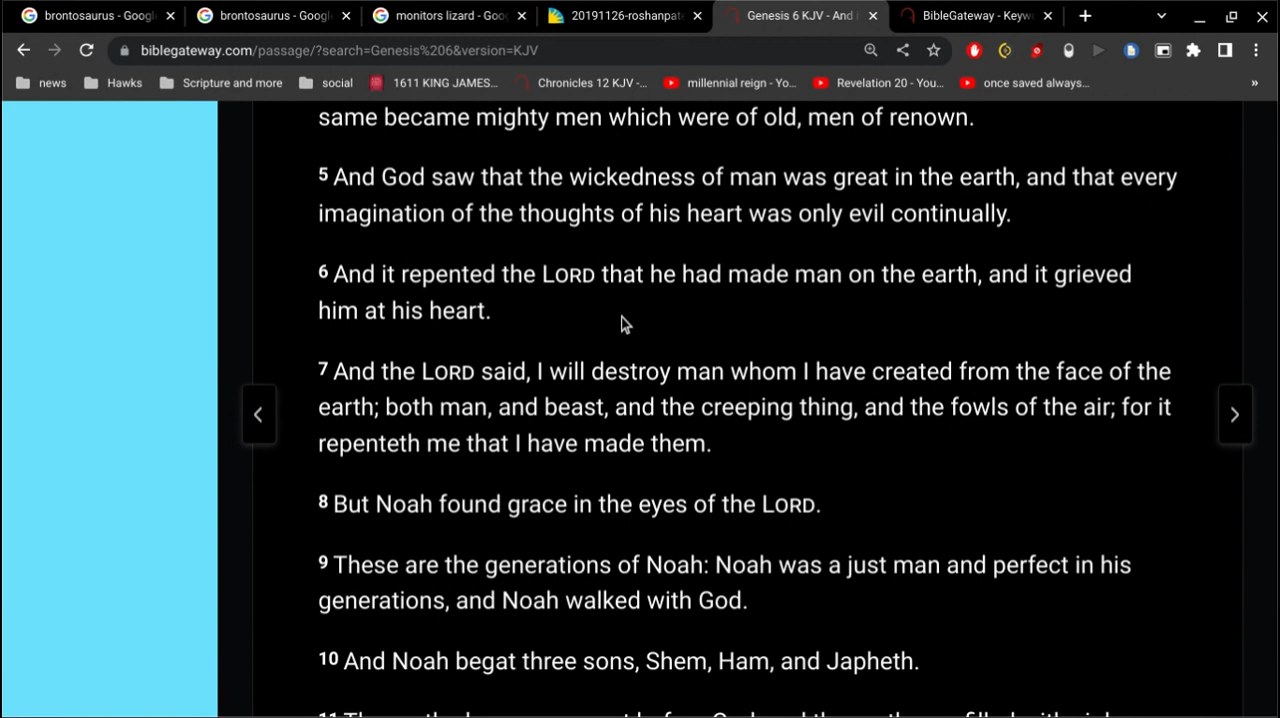 brontosaurus - Google
brontosaurus - Google
monitors lizard - Goo
20191126-roshanpate
Genesis 6 KJV - And i
BibleGateway - Keyw
biblegateway.com/passage/?search=Genesis%206&version=KJV
news
Hawks
Scripture and more
social
1611 KING JAMES...
Chronicles 12 KJV -...
millennial reign - Yo...
Revelation 20 - You...
once saved always...
»
same became mighty men which were of old, men of renown.
5 And God saw that the wickedness of man was great in the earth, and that every
imagination of the thoughts of his heart was only evil continually.
6 And it repented the LORD that he had made man on the earth, and it grieved
him at his heart.
7 And the LORD said, I will destroy man whom I have created from the face of the
earth; both man, and beast, and the creeping thing, and the fowls of the air; for it
repenteth me that I have made them.
8 But Noah found grace in the eyes of the LORD.
9 These are the generations of Noah: Noah was a just man and perfect in his
generations, and Noah walked with God.
10 And Noah begat three sons, Shem, Ham, and Japheth.